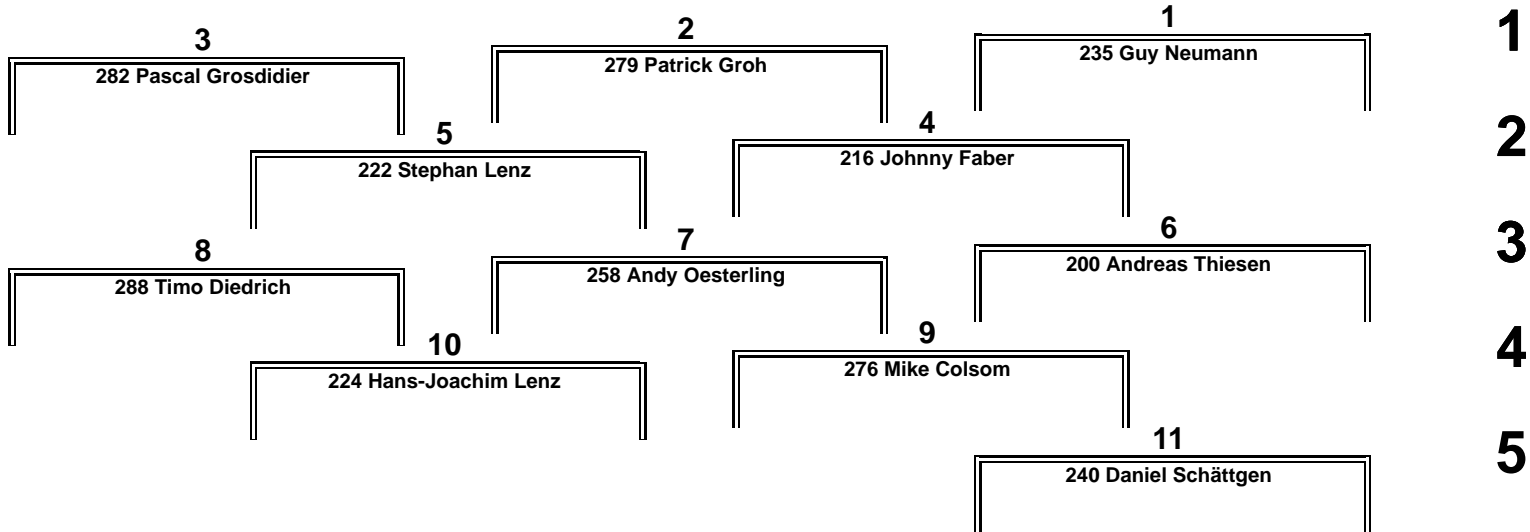 3
2
1
1
282 Pascal Grosdidier
279 Patrick Groh
235 Guy Neumann
5
4
2
222 Stephan Lenz
216 Johnny Faber
8
7
6
3
288 Timo Diedrich
258 Andy Oesterling
200 Andreas Thiesen
10
9
4
224 Hans-Joachim Lenz
276 Mike Colsom
11
5
240 Daniel Schättgen